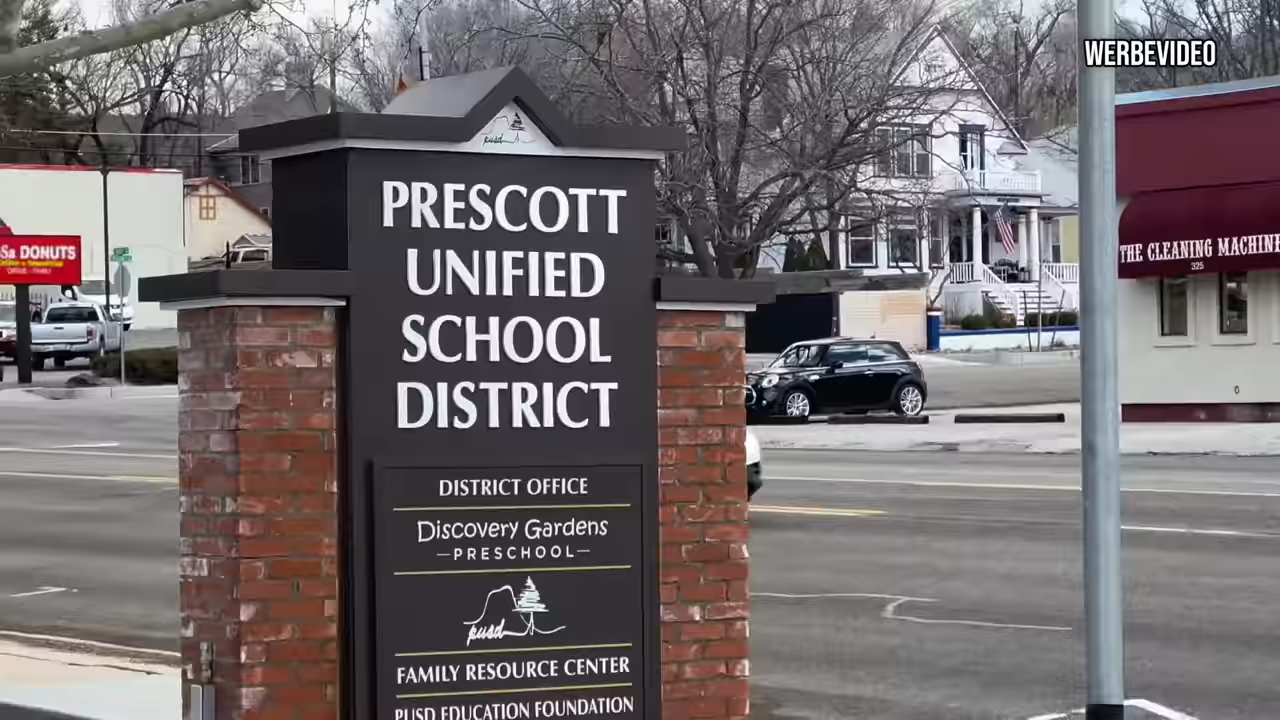 WERBEVIDEO
pusd
PRESCOTT
UNIFIED
SCHOOL
DISTRICT
DONUTS
THE CLEANING MACHINE
325
DISTRICT OFFICE
Discovery Gardens
—PRESCHOOL—
pusd
FAMILY RESOURCE CENTER
PUSD EDUCATION FOUNDATION